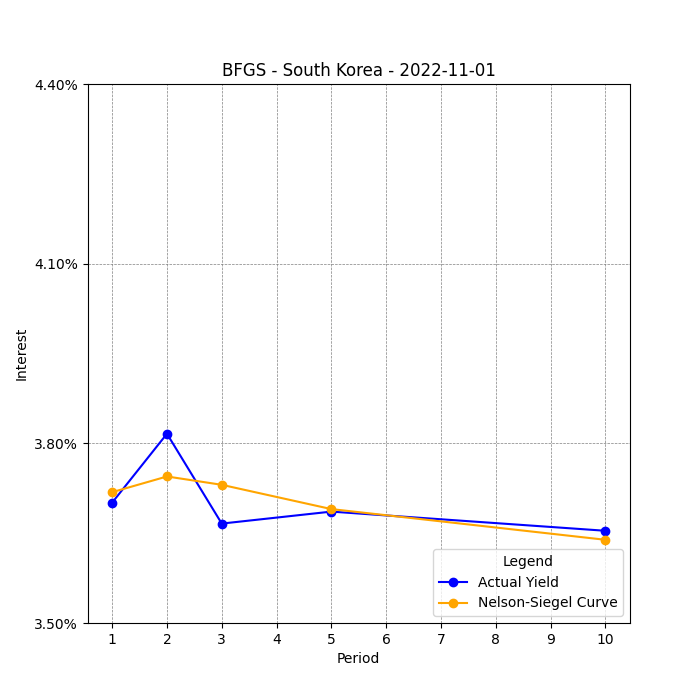 BFGS - South Korea - 2022-11-01
4.40%
4.10%
3.80%
3.50%
Interest
1 2 3 4 5 6 7 8 9 10
Period
Legend
Actual Yield
Nelson-Siegel Curve